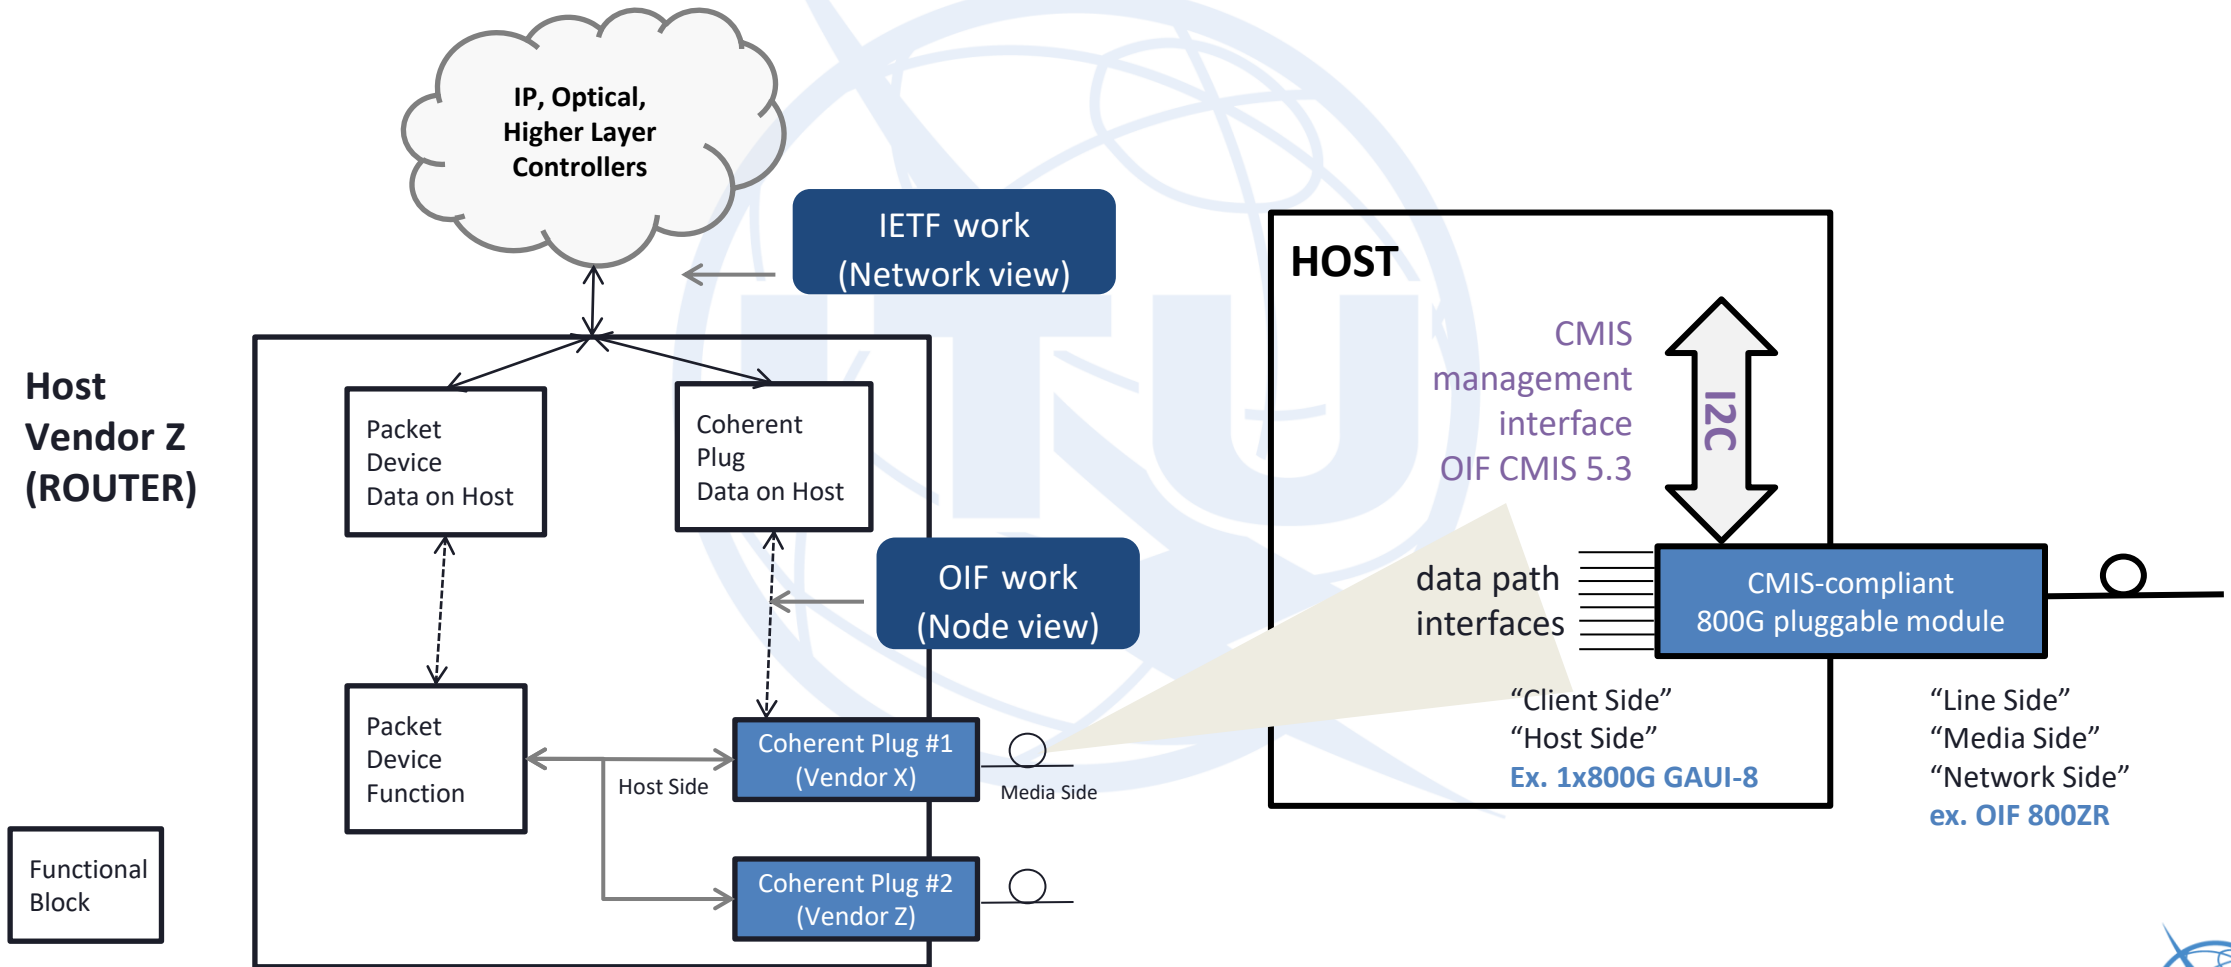 IP, Optical,
Higher Layer
Controllers
IETF work
(Network view)
Host
Vendor Z
(ROUTER)
Packet
Device
Data on Host
Coherent
Plug
Data on Host
OIF work
(Node view)
Packet
Device
Function
Host Side
Coherent Plug #1
(Vendor X)
Media Side
Coherent Plug #2
(Vendor Z)
Functional
Block
HOST
CMIS
management
interface
OIF CMIS 5.3
I2C
data path
interfaces
CMIS-compliant
800G pluggable module
“Client Side”
“Host Side”
Ex. 1x800G GAUI-8
“Line Side”
“Media Side”
“Network Side”
ex. OIF 800ZR
ITU